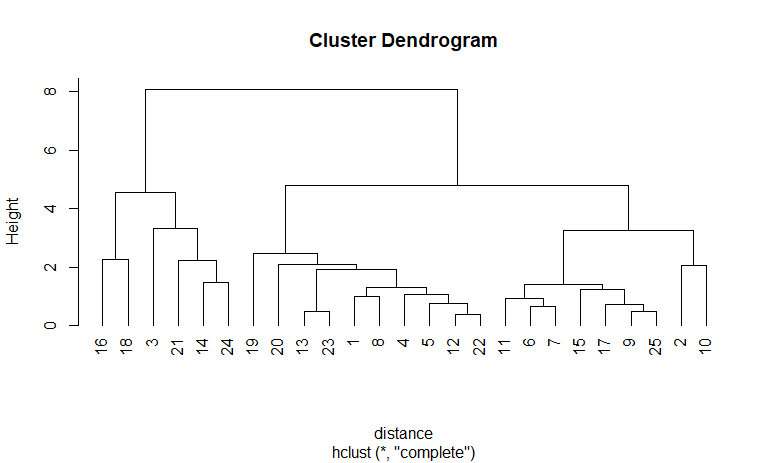 Cluster Dendrogram
Height
0 2 4 6 8
16 18 3 21 14 24 19 20 13 23 1 8 4 5 12 22 11 6 7 15 17 9 25 2 10
distance
hclust (*, "complete")